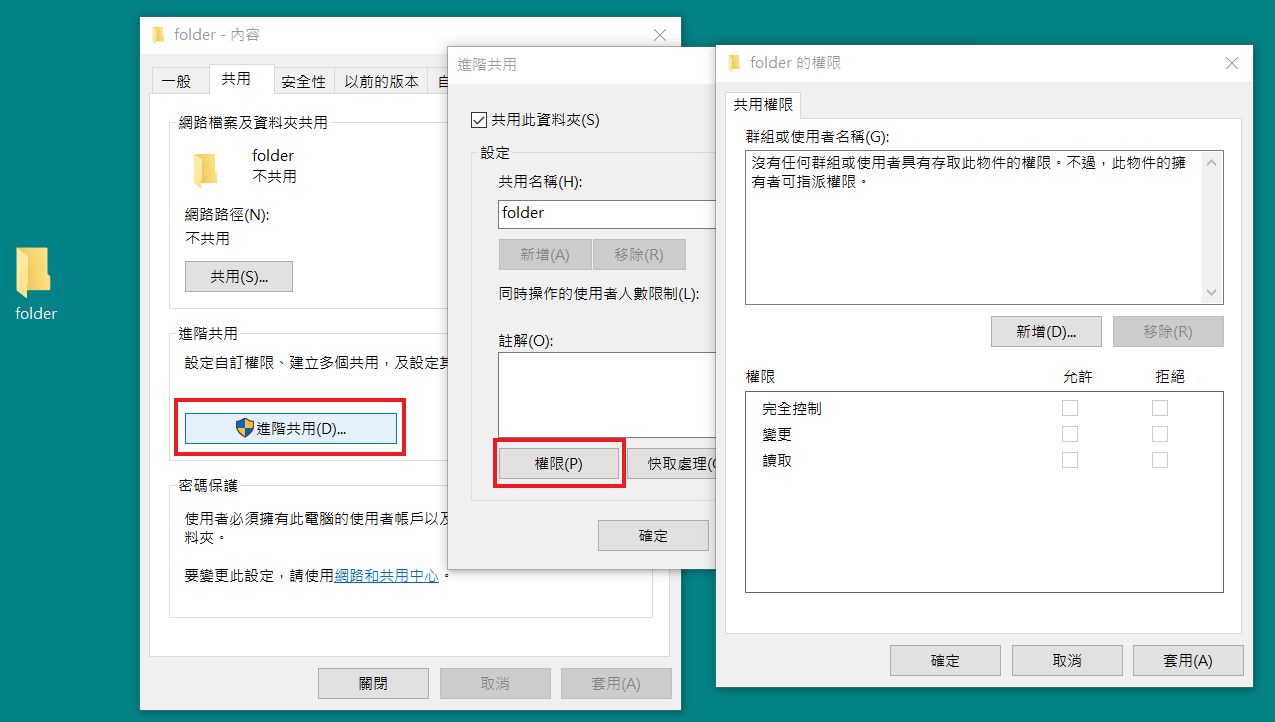 folder
folder - 內容
一般
共用
安全性
以前的版本
自
網路檔案及資料夾共用
folder
不共用
網路路徑(N):
不共用
共用(S)...
進階共用
設定自訂權限、建立多個共用，及設定其
進階共用(D)...
密碼保護
使用者必須擁有此電腦的使用者帳戶以及
料夾。
要變更此設定，請使用網路和共用中心。
關閉
取消
套用(A)
進階共用
共用此資料夾(S)
設定
共用名稱(H):
folder
新增(A)
移除(R)
同時操作的使用者人數限制(L):
註解(O):
權限(P)
快取處理(C
確定
folder 的權限
共用權限
群組或使用者名稱(G):
沒有任何群組或使用者具有存取此物件的權限。不過，此物件的擁
有者可指派權限。
新增(D)...
移除(R)
權限
允許
拒絕
完全控制
變更
讀取
確定
取消
套用(A)